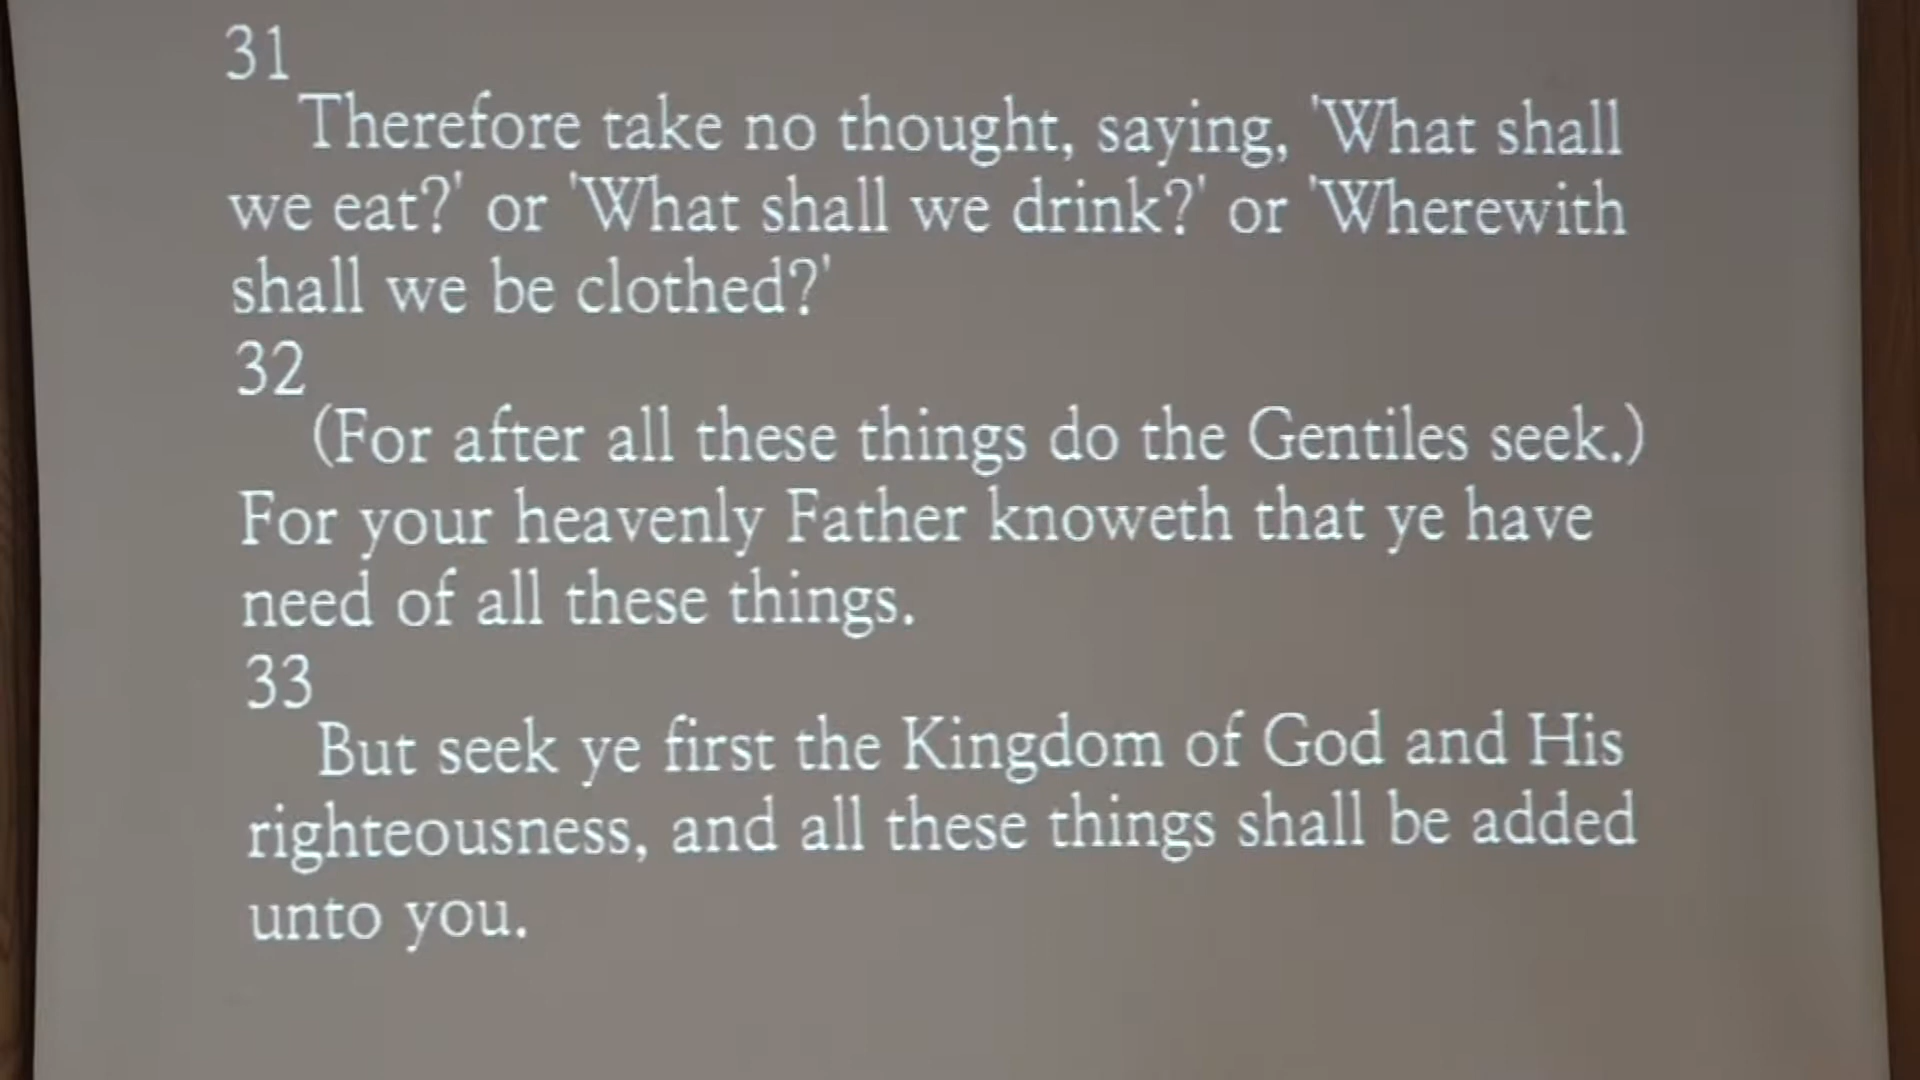 31
Therefore take no thought, saying, 'What shall
we eat?' or 'What shall we drink?' or 'Wherewith
shall we be clothed?'
32
(For after all these things do the Gentiles seek.)
For your heavenly Father knoweth that ye have
need of all these things.
33
But seek ye first the Kingdom of God and His
righteousness, and all these things shall be added
unto you.